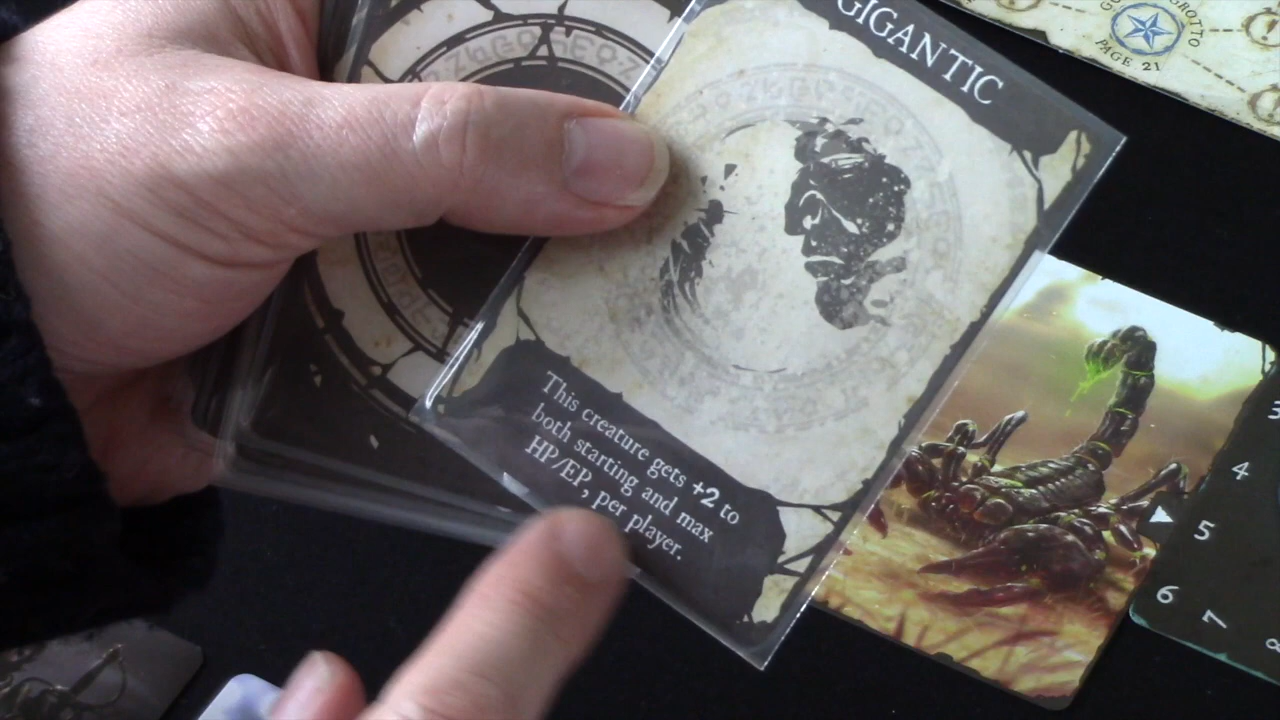 GIGANTIC
This creature gets +2 to
both starting and max
HP/EP, per player.
GROTTO
PAGE 21
4
5
6
7